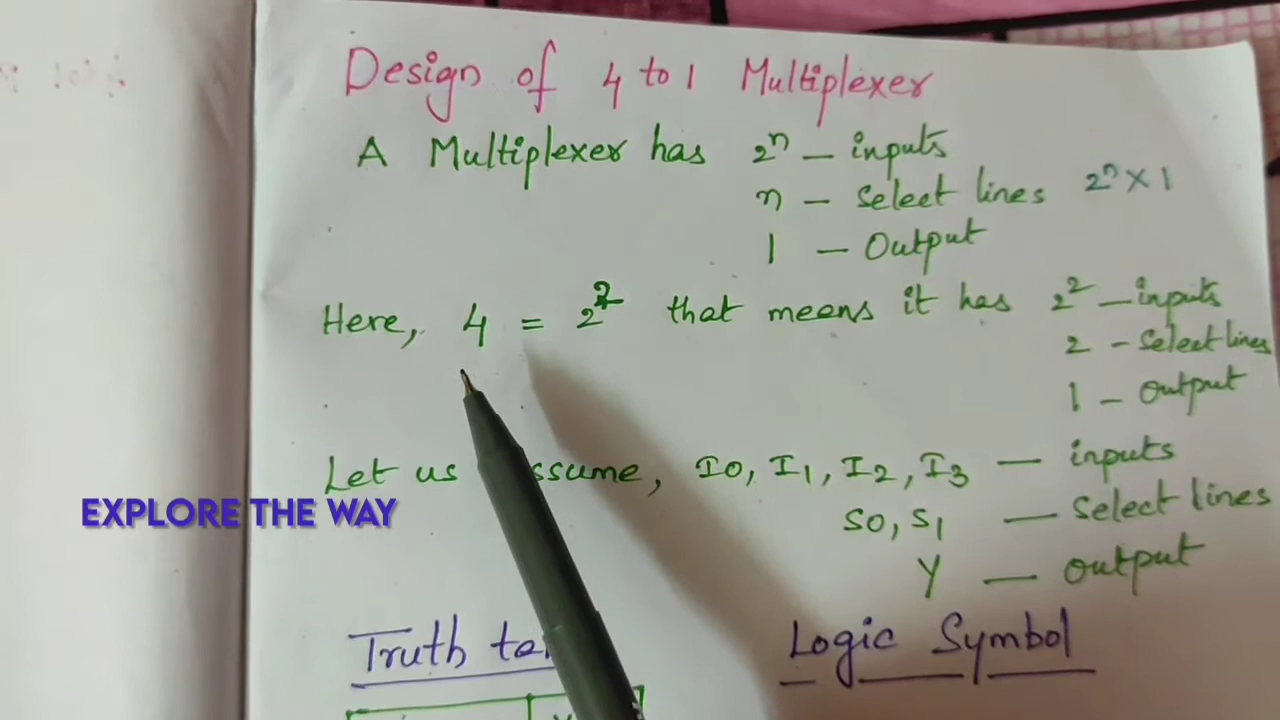 Design of 4 to 1 Multiplexer
A Multiplexer has 2ⁿ – inputs
n – Select lines 2ⁿ X 1
1 – Output
Here, 4 = 2² that means it has 2² – inputs
2 – Select lines
1 – Output
Let us assume, I0, I1, I2, I3 – inputs
S0, S1 – Select lines
Y – output
EXPLORE THE WAY
Truth Logic Symbol